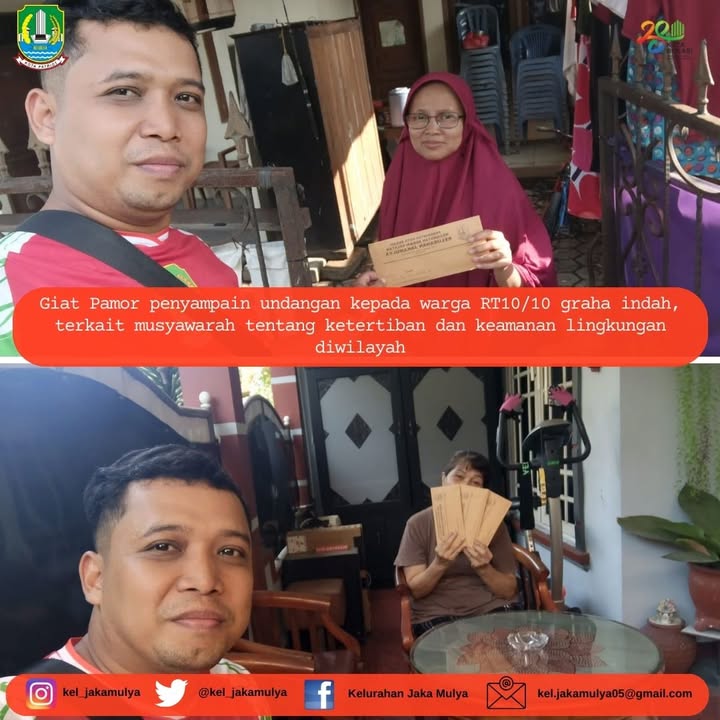 Giat Pamor penyampain undangan kepada warga RT10/10 graha indah,
terkait musyawarah tentang ketertiban dan keamanan lingkungan
diwilayah
kel_jakamulya
@kel_jakamulya
Kelurahan Jaka Mulya
kel.jakamulya05@gmail.com